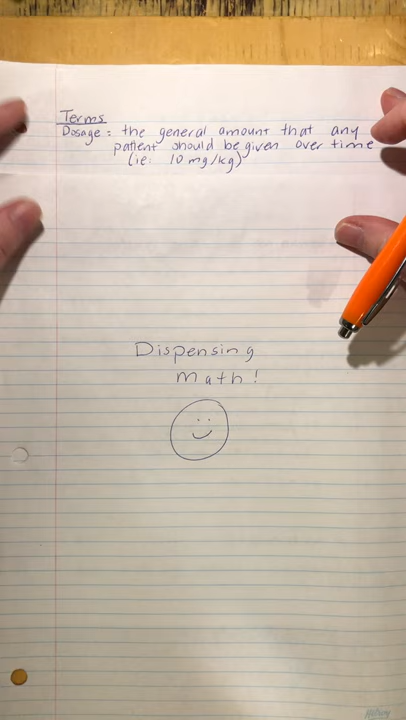 Terms
Dosage = the general amount that any
patient should be given over time
(ie: 10 mg/kg)
Dispensing
math!